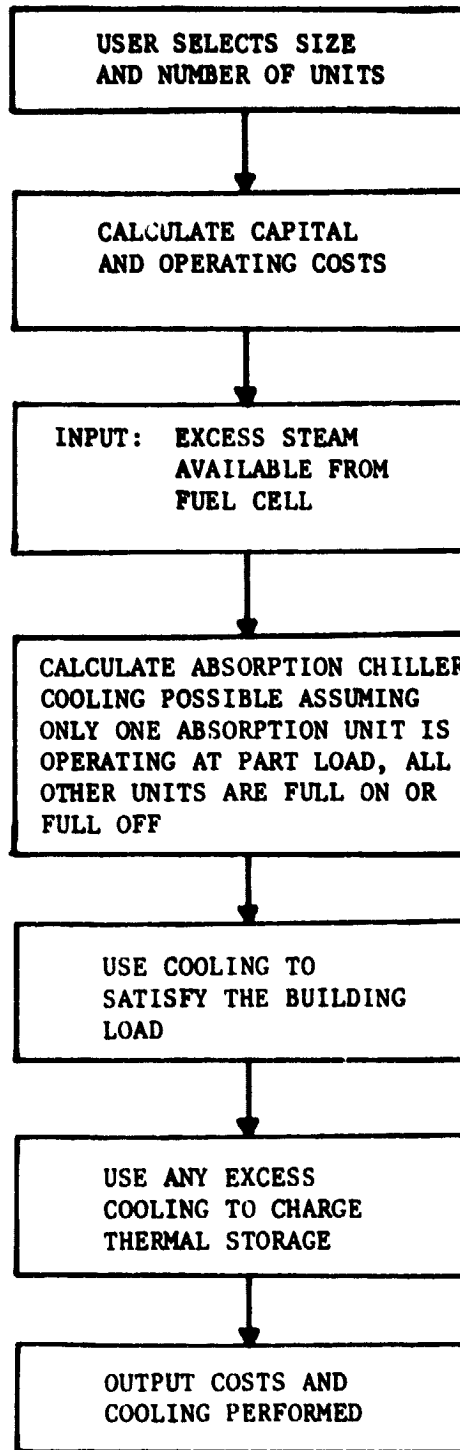 USER SELECTS SIZE
AND NUMBER OF UNITS
CALCULATE CAPITAL
AND OPERATING COSTS
INPUT: EXCESS STEAM
AVAILABLE FROM
FUEL CELL
CALCULATE ABSORPTION CHILLER
COOLING POSSIBLE ASSUMING
ONLY ONE ABSORPTION UNIT IS
OPERATING AT PART LOAD, ALL
OTHER UNITS ARE FULL ON OR
FULL OFF
USE COOLING TO
SATISFY THE BUILDING
LOAD
USE ANY EXCESS
COOLING TO CHARGE
THERMAL STORAGE
OUTPUT COSTS AND
COOLING PERFORMED